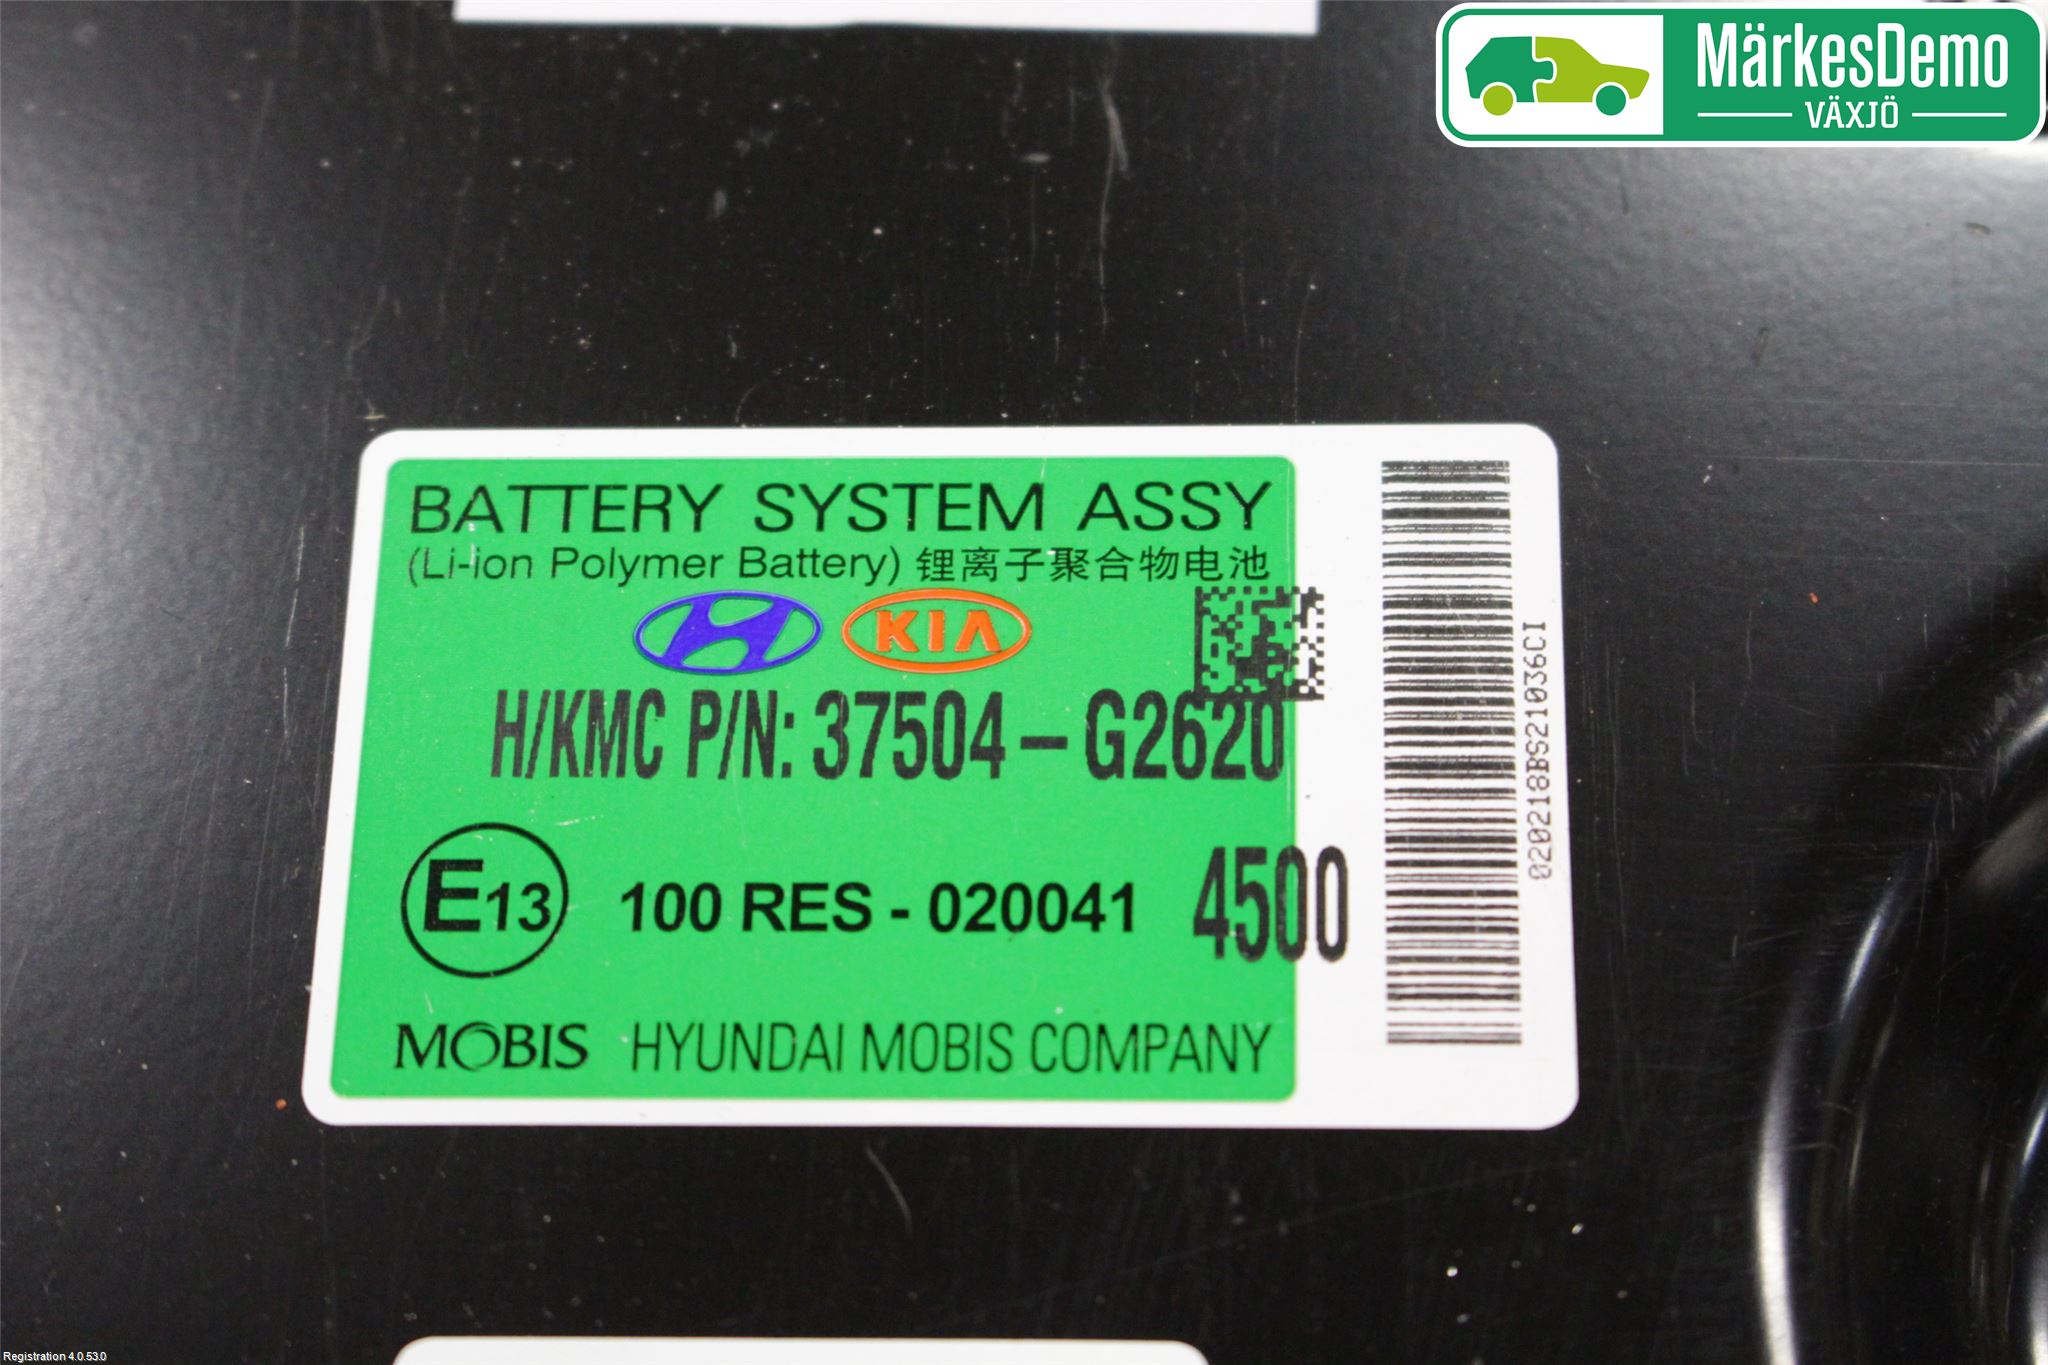 MärkesDemo
VÄXJÖ
BATTERY SYSTEM ASSY
(Li-ion Polymer Battery) 锂离子聚合物电池
KIA
H/KMC P/N: 37504-G2620
E13 100 RES - 020041 4500
MOBIS HYUNDAI MOBIS COMPANY
020218BS21036CI
Registration 4.0.53.0